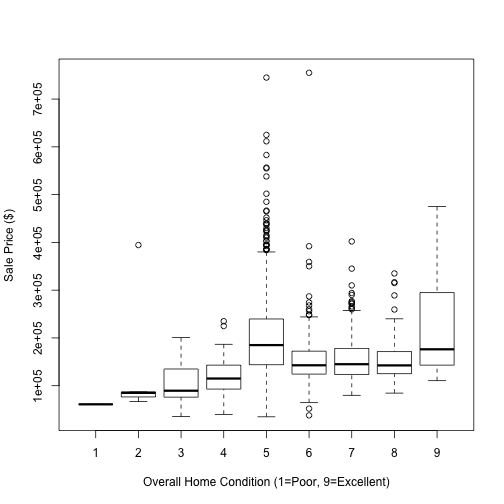 7e+05
6e+05
5e+05
4e+05
3e+05
2e+05
1e+05
Sale Price ($)
1 2 3 4 5 6 7 8 9
Overall Home Condition (1=Poor, 9=Excellent)